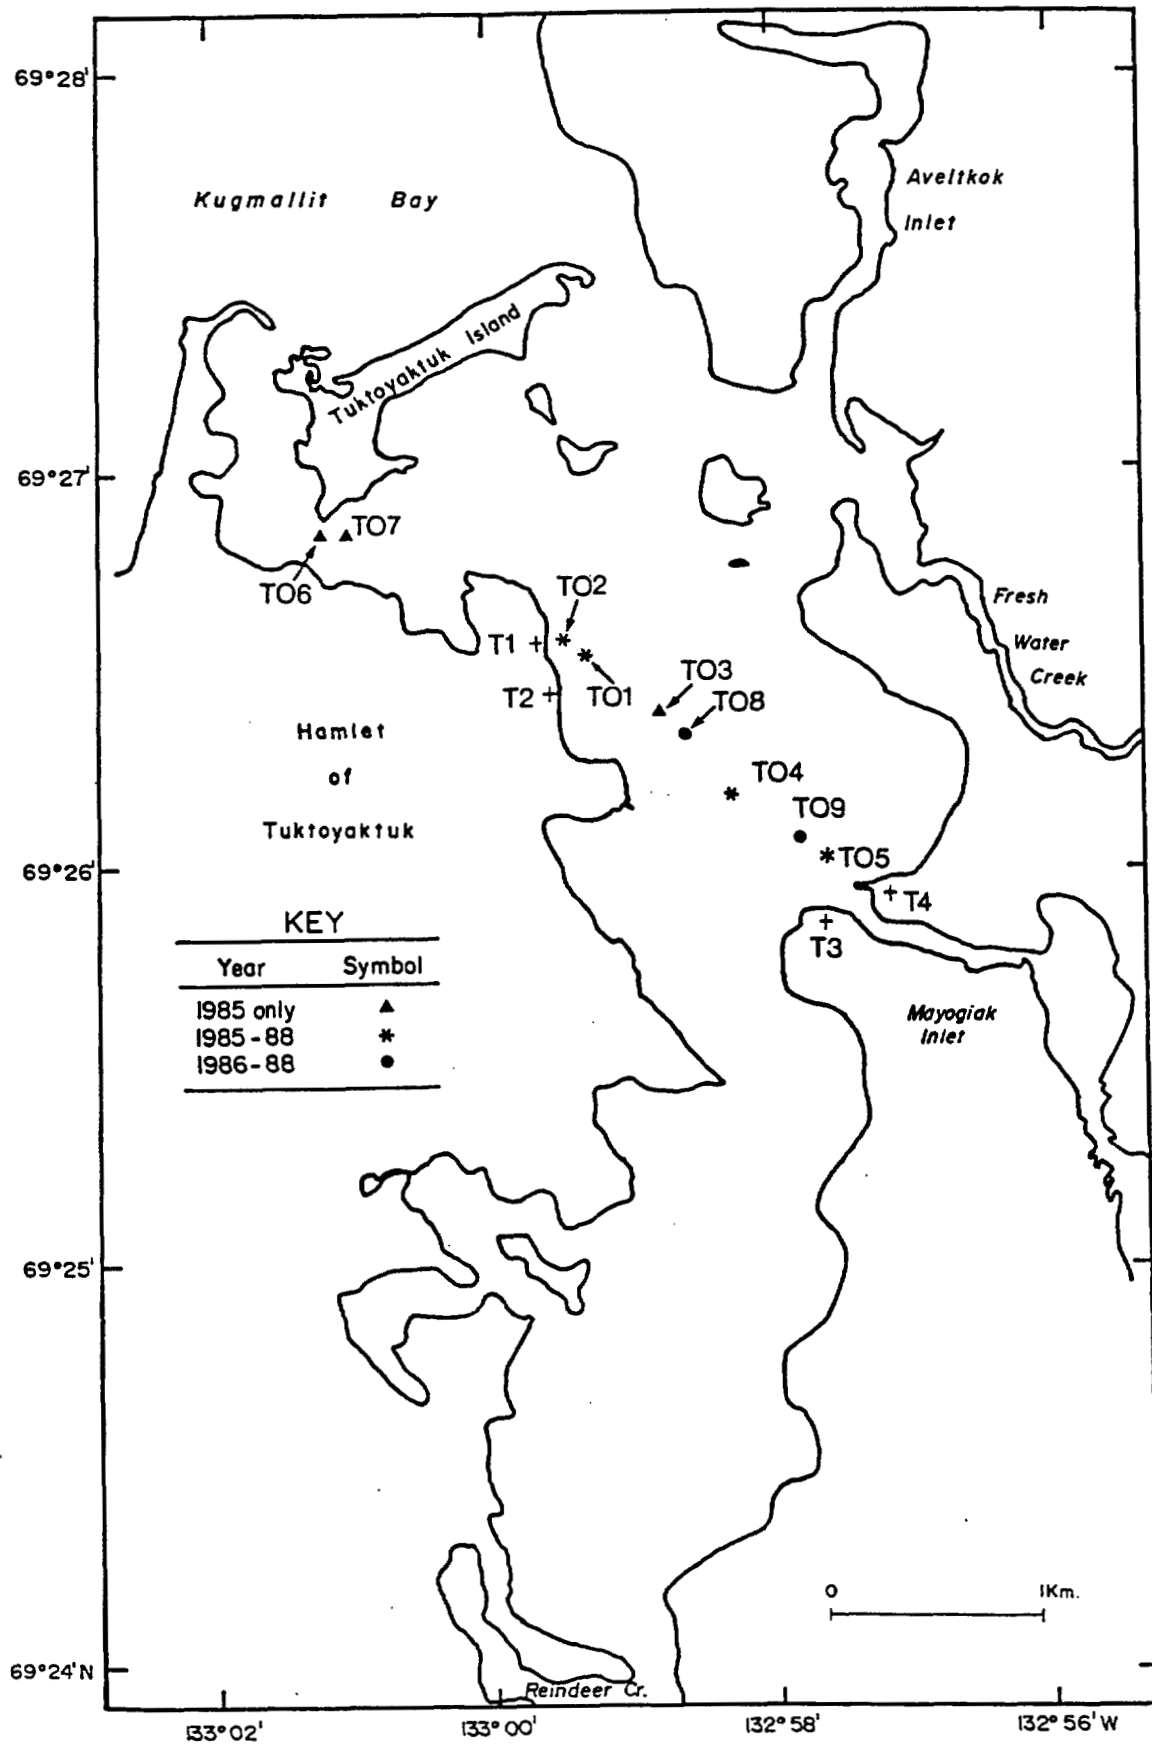 69°28'
Kugmallit Bay
Aveltkok
Inlet
Tuktoyaktuk Island
69°27'
TO7
TO6
TO2
T1
TO1
T2
TO3
TO8
Fresh
Water
Creek
Hamlet
of
Tuktoyaktuk
TO4
TO9
TO5
69°26'
T4
T3
KEY
Year Symbol
1985 only ▲
1985-88 *
1986-88 ●
Mayogiak
Inlet
69°25'
0 1Km.
69°24'N
Reindeer Cr.
133°02' 133°00' 132°58' 132°56'W